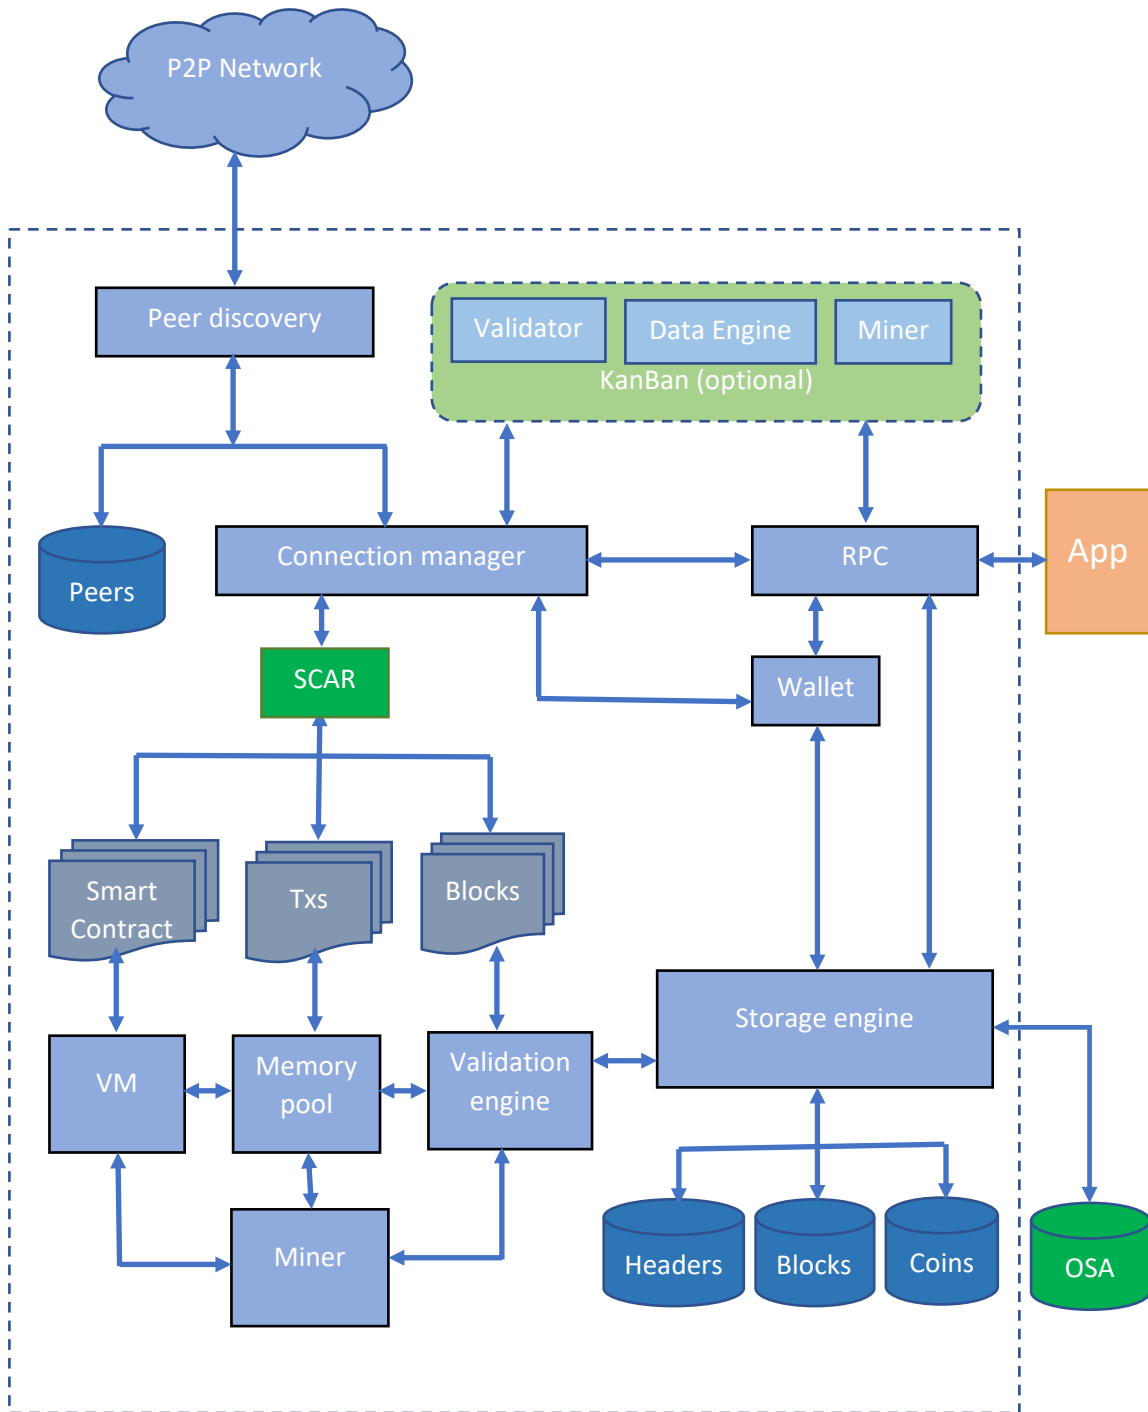 P2P Network
Peer discovery
Validator
Data Engine
Miner
KanBan (optional)
Connection manager
RPC
App
Peers
SCAR
Wallet
Smart
Contract
Txs
Blocks
Storage engine
VM
Memory
pool
Validation
engine
Miner
Headers
Blocks
Coins
OSA